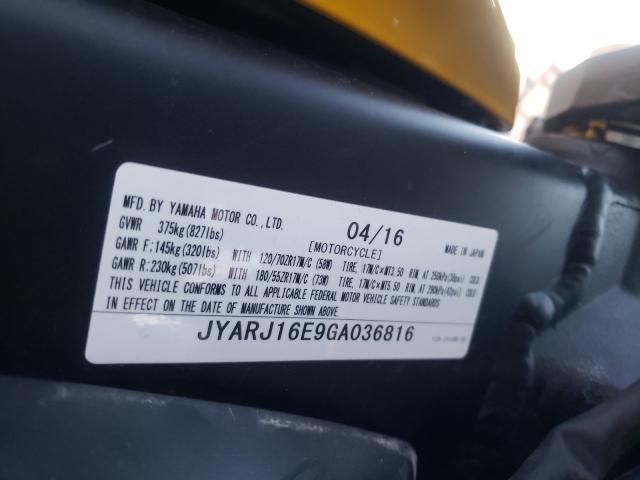 MFD. BY YAMAHA MOTOR CO., LTD. 04/16 MADE IN JAPAN
GVWR 375kg (827lbs) [MOTORCYCLE]
GAWR F: 145kg (320lbs) WITH 120/70ZR17M/C (58W) TIRE, 17M/C×MT3.50 RIM, AT 250kPa (36psi) COLD
GAWR R: 230kg (507lbs) WITH 180/55ZR17M/C (73W) TIRE, 17M/C×MT5.50 RIM, AT 290kPa (42psi) COLD
THIS VEHICLE CONFORMS TO ALL APPLICABLE FEDERAL MOTOR VEHICLE SAFETY STANDARDS
IN EFFECT ON THE DATE OF MANUFACTURE SHOWN ABOVE
JYARJ16E9GA036816